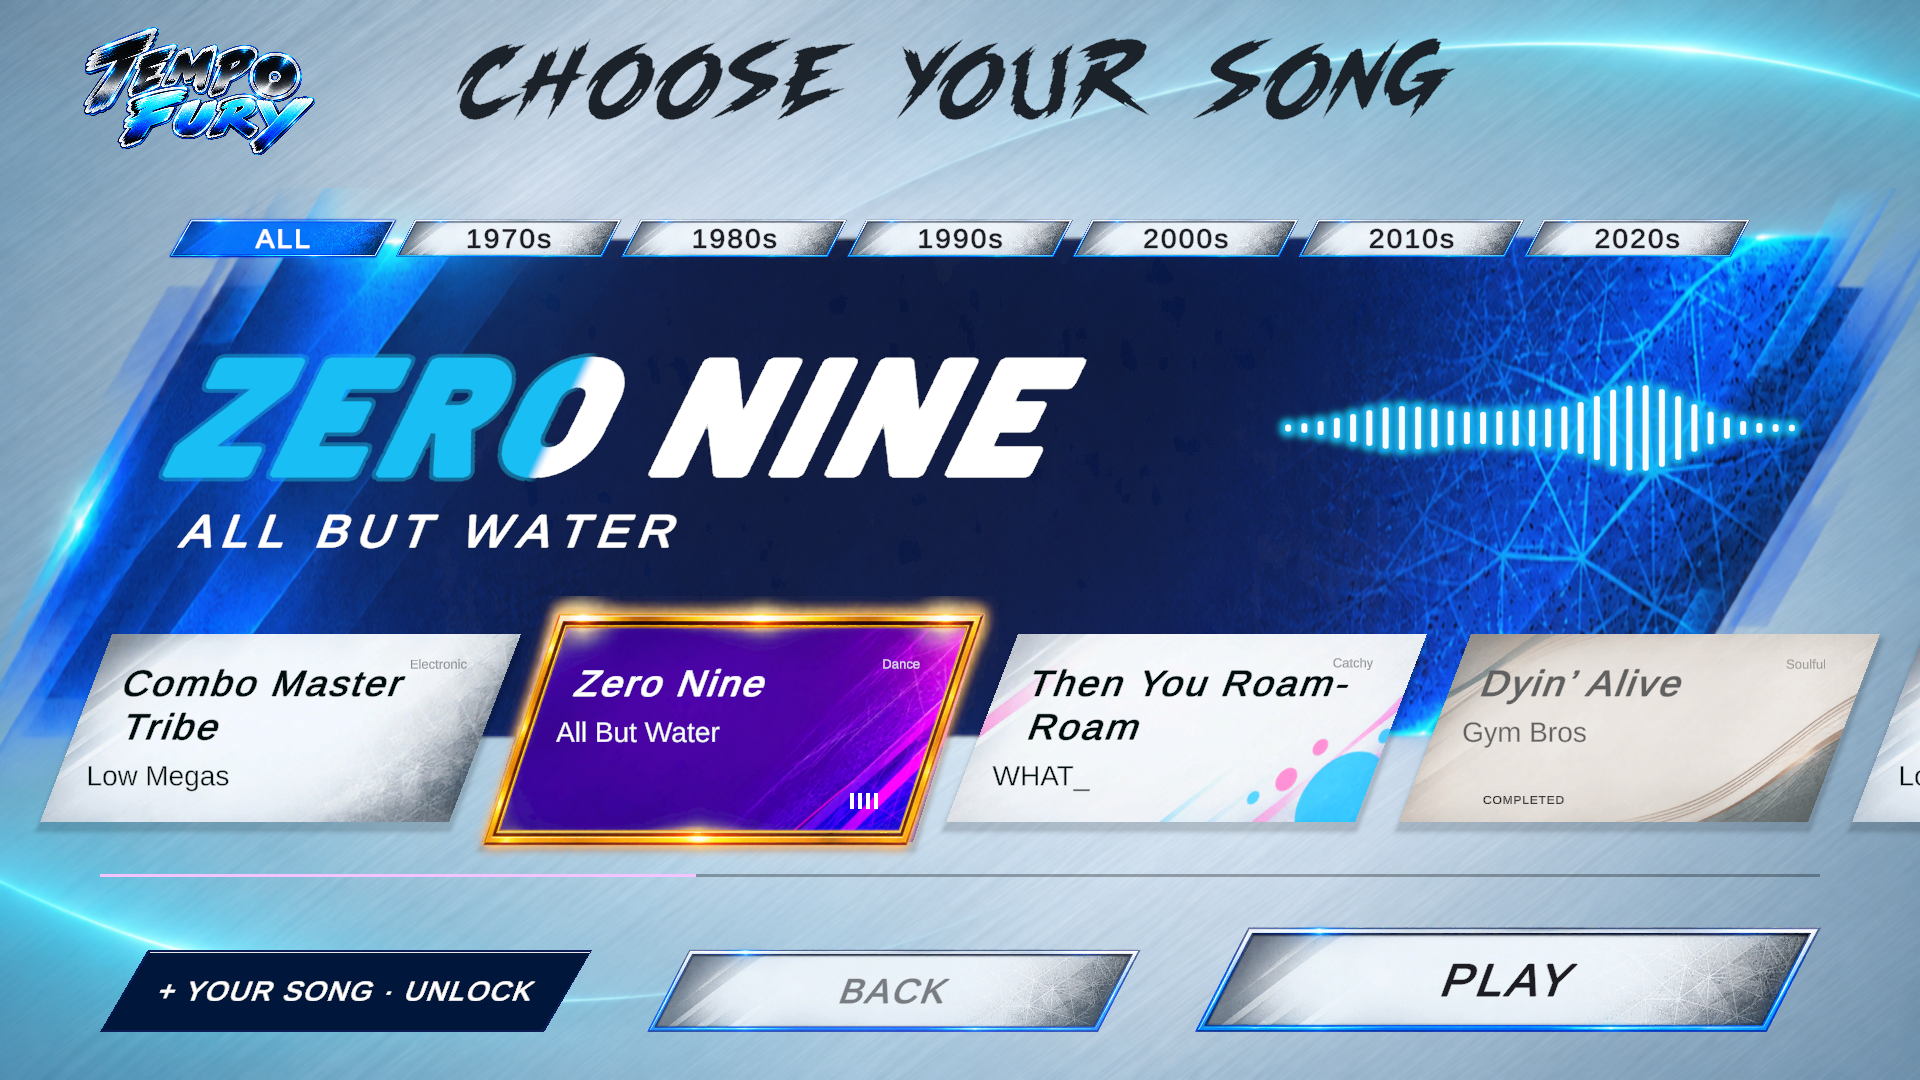 TEMPO
FURY
CHOOSE YOUR SONG
ALL
1970s
1980s
1990s
2000s
2010s
2020s
ZERO NINE
ALL BUT WATER
Combo Master
Tribe
Electronic
Low Megas
Zero Nine
Dance
All But Water
Then You Roam-
Roam
Catchy
WHAT_
Dyin’ Alive
Soulful
Gym Bros
COMPLETED
+ YOUR SONG · UNLOCK
BACK
PLAY